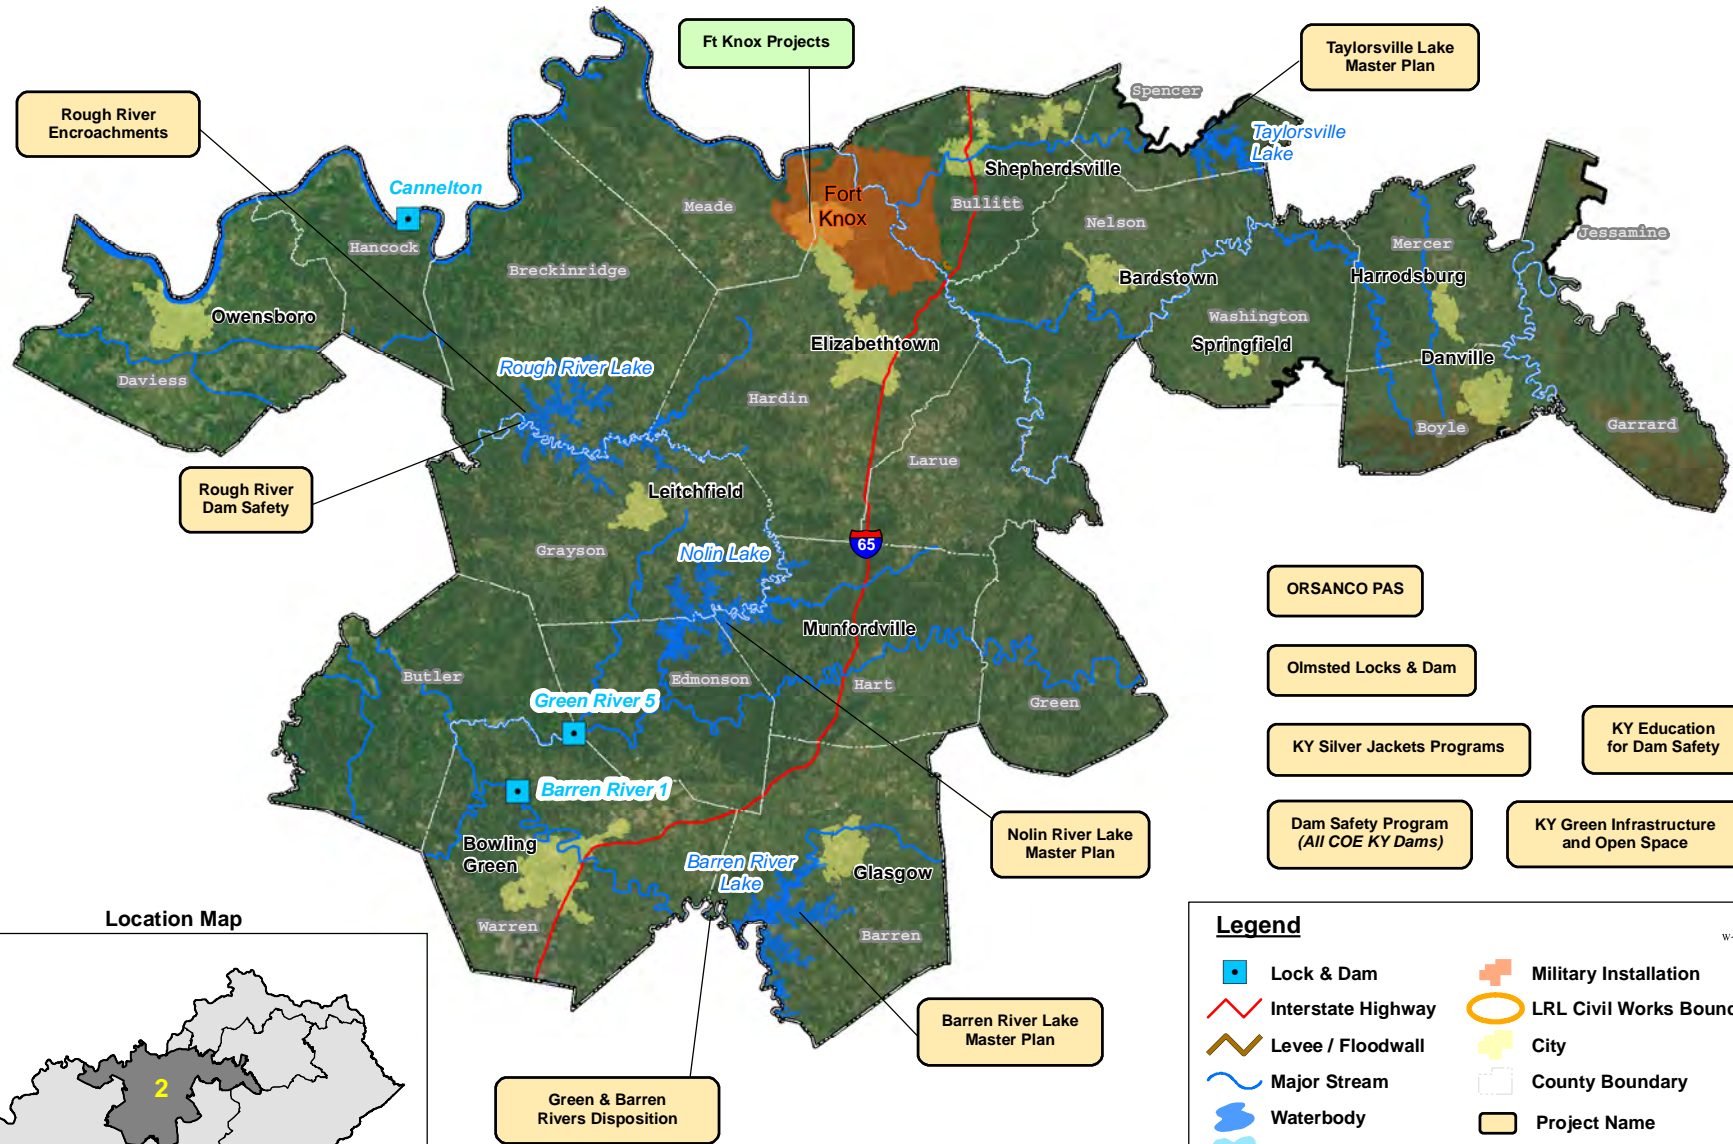 Ft Knox Projects
Taylorsville Lake
Master Plan
Rough River
Encroachments
Spencer
Taylorsville
Lake
Cannelton
Shepherdsville
Fort
Knox
Meade
Bullitt
Nelson
Hancock
Jessamine
Mercer
Breckinridge
Bardstown
Harrodsburg
Owensboro
Washington
Elizabethtown
Springfield
Danville
Rough River Lake
Daviess
Hardin
Boyle
Garrard
Larue
Rough River
Dam Safety
Leitchfield
65
Grayson
Nolin Lake
ORSANCO PAS
Munfordville
Olmsted Locks & Dam
Butler
Edmonson
Hart
Green
Green River 5
KY Education
for Dam Safety
KY Silver Jackets Programs
Barren River 1
Nolin River Lake
Master Plan
Dam Safety Program
(All COE KY Dams)
KY Green Infrastructure
and Open Space
Bowling
Green
Barren River
Lake
Glasgow
Warren
Barren
Location Map
2
Barren River Lake
Master Plan
Green & Barren
Rivers Disposition
Legend
W
Lock & Dam
Military Installation
Interstate Highway
LRL Civil Works Bound
Levee / Floodwall
City
Major Stream
County Boundary
Waterbody
Project Name